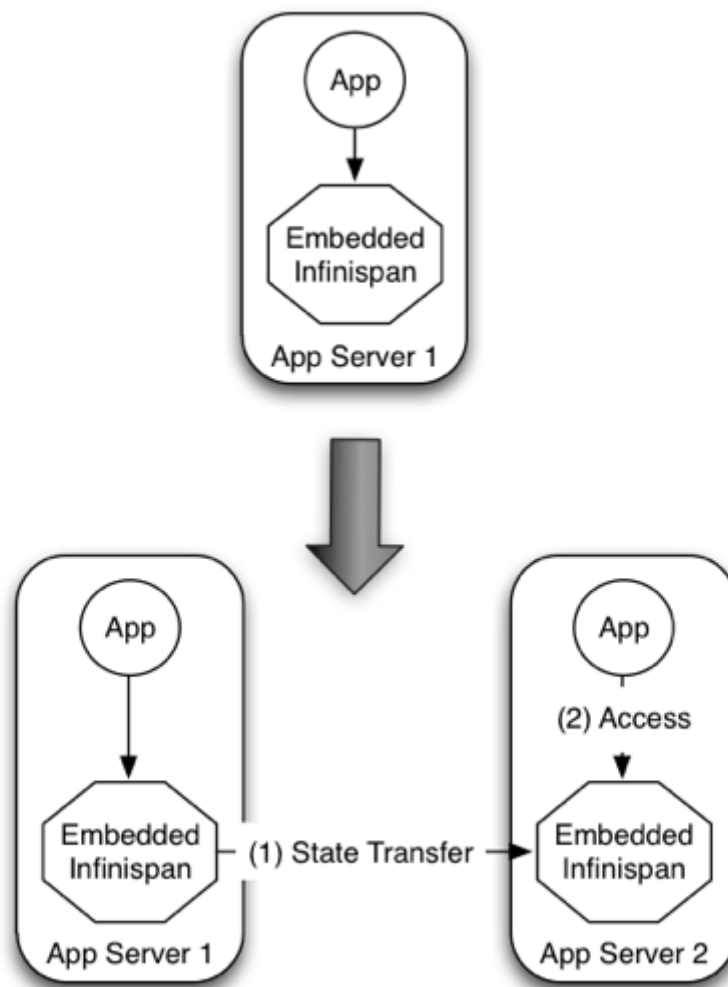 App
Embedded
Infinispan
App Server 1
App
App
(2) Access
Embedded
Infinispan
(1) State Transfer
Embedded
Infinispan
App Server 1
App Server 2